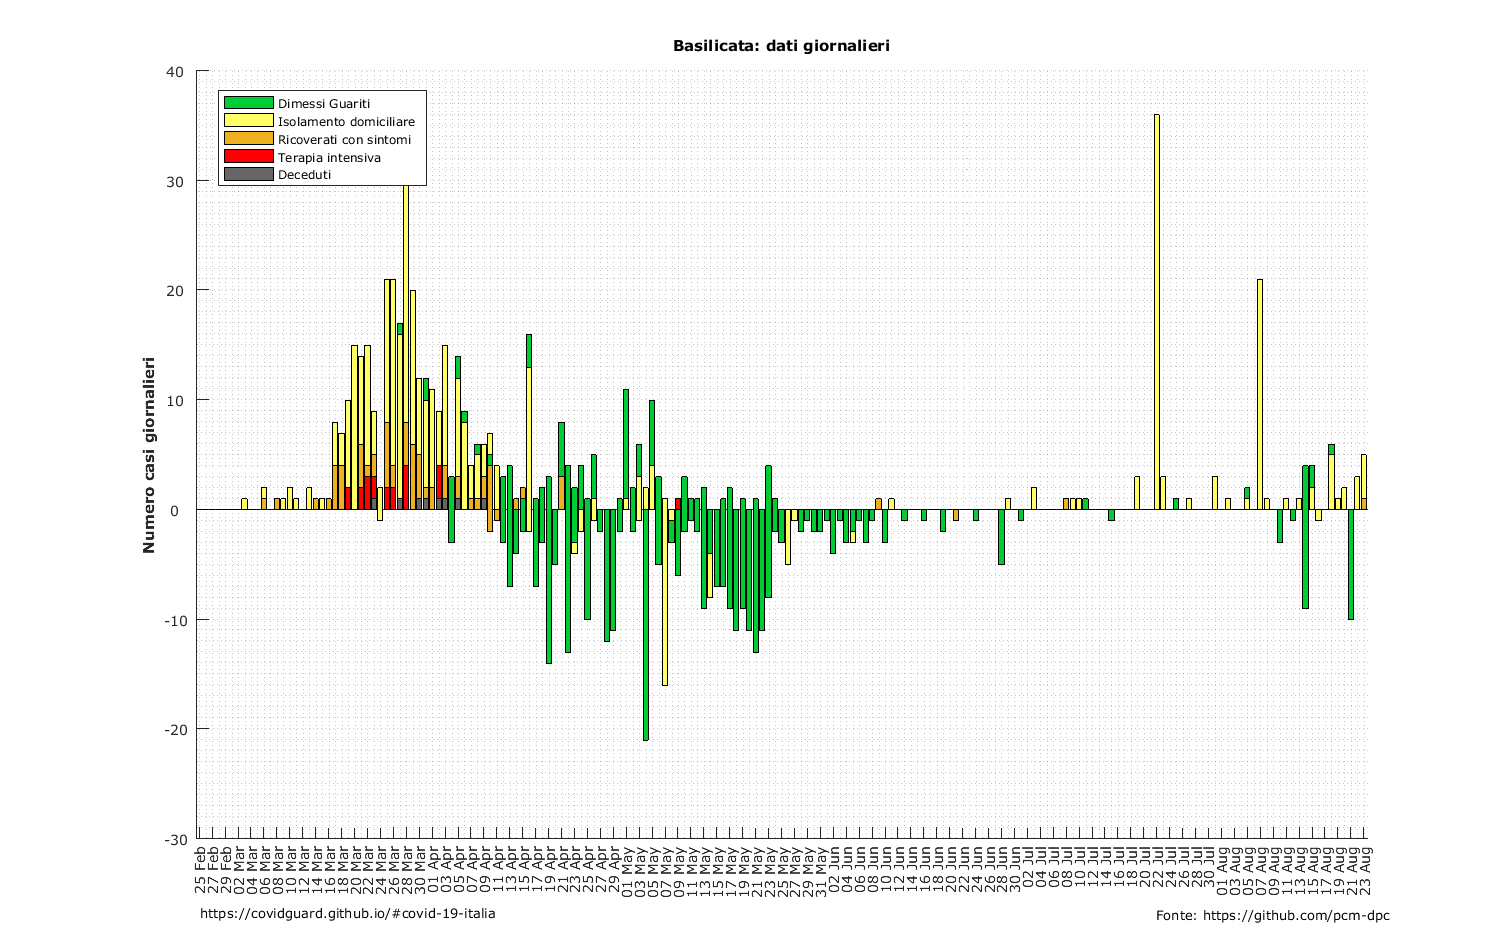 Basilicata: dati giornalieri
40
30
20
10
0
-10
-20
-30
Numero casi giornalieri
Dimessi Guariti
Isolamento domiciliare
Ricoverati con sintomi
Terapia intensiva
Deceduti
25 Feb
27 Feb
29 Feb
02 Mar
04 Mar
06 Mar
08 Mar
10 Mar
12 Mar
14 Mar
16 Mar
18 Mar
20 Mar
22 Mar
24 Mar
26 Mar
28 Mar
30 Mar
01 Apr
03 Apr
05 Apr
07 Apr
09 Apr
11 Apr
13 Apr
15 Apr
17 Apr
19 Apr
21 Apr
23 Apr
25 Apr
27 Apr
29 Apr
01 May
03 May
05 May
07 May
09 May
11 May
13 May
15 May
17 May
19 May
21 May
23 May
25 May
27 May
29 May
31 May
02 Jun
04 Jun
06 Jun
08 Jun
10 Jun
12 Jun
14 Jun
16 Jun
18 Jun
20 Jun
22 Jun
24 Jun
26 Jun
28 Jun
30 Jun
02 Jul
04 Jul
06 Jul
08 Jul
10 Jul
12 Jul
14 Jul
16 Jul
18 Jul
20 Jul
22 Jul
24 Jul
26 Jul
28 Jul
30 Jul
01 Aug
03 Aug
05 Aug
07 Aug
09 Aug
11 Aug
13 Aug
15 Aug
17 Aug
19 Aug
21 Aug
23 Aug
https://covidguard.github.io/#covid-19-italia
Fonte: https://github.com/pcm-dpc